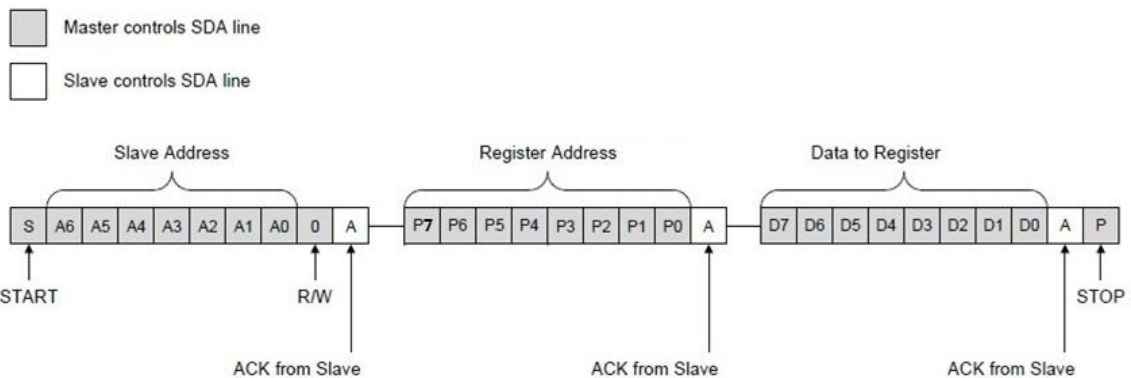 Master controls SDA line
Slave controls SDA line
Slave Address Register Address Data to Register
S A6 A5 A4 A3 A2 A1 A0 0 A P7 P6 P5 P4 P3 P2 P1 P0 A D7 D6 D5 D4 D3 D2 D1 D0 A P
START R/W STOP
ACK from Slave ACK from Slave ACK from Slave